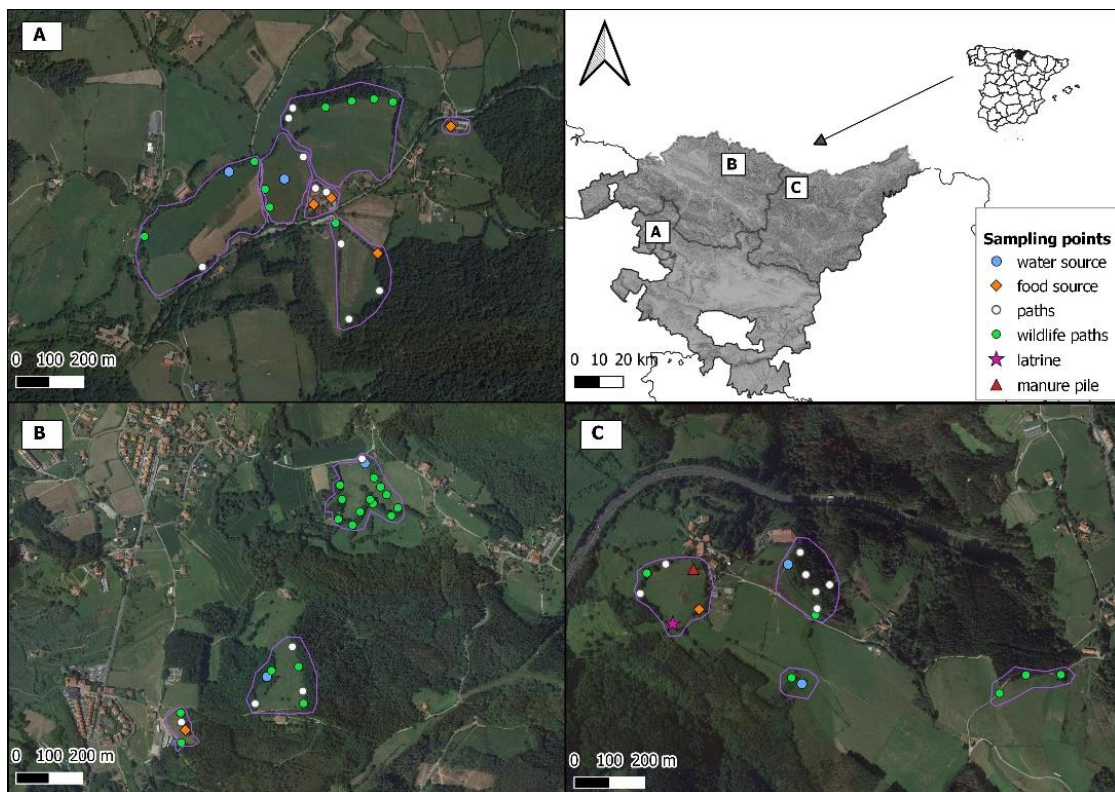 A
0 100 200 m
B
C
A
0 10 20 km
Sampling points
water source
food source
paths
wildlife paths
latrine
manure pile
B
0 100 200 m
C
0 100 200 m